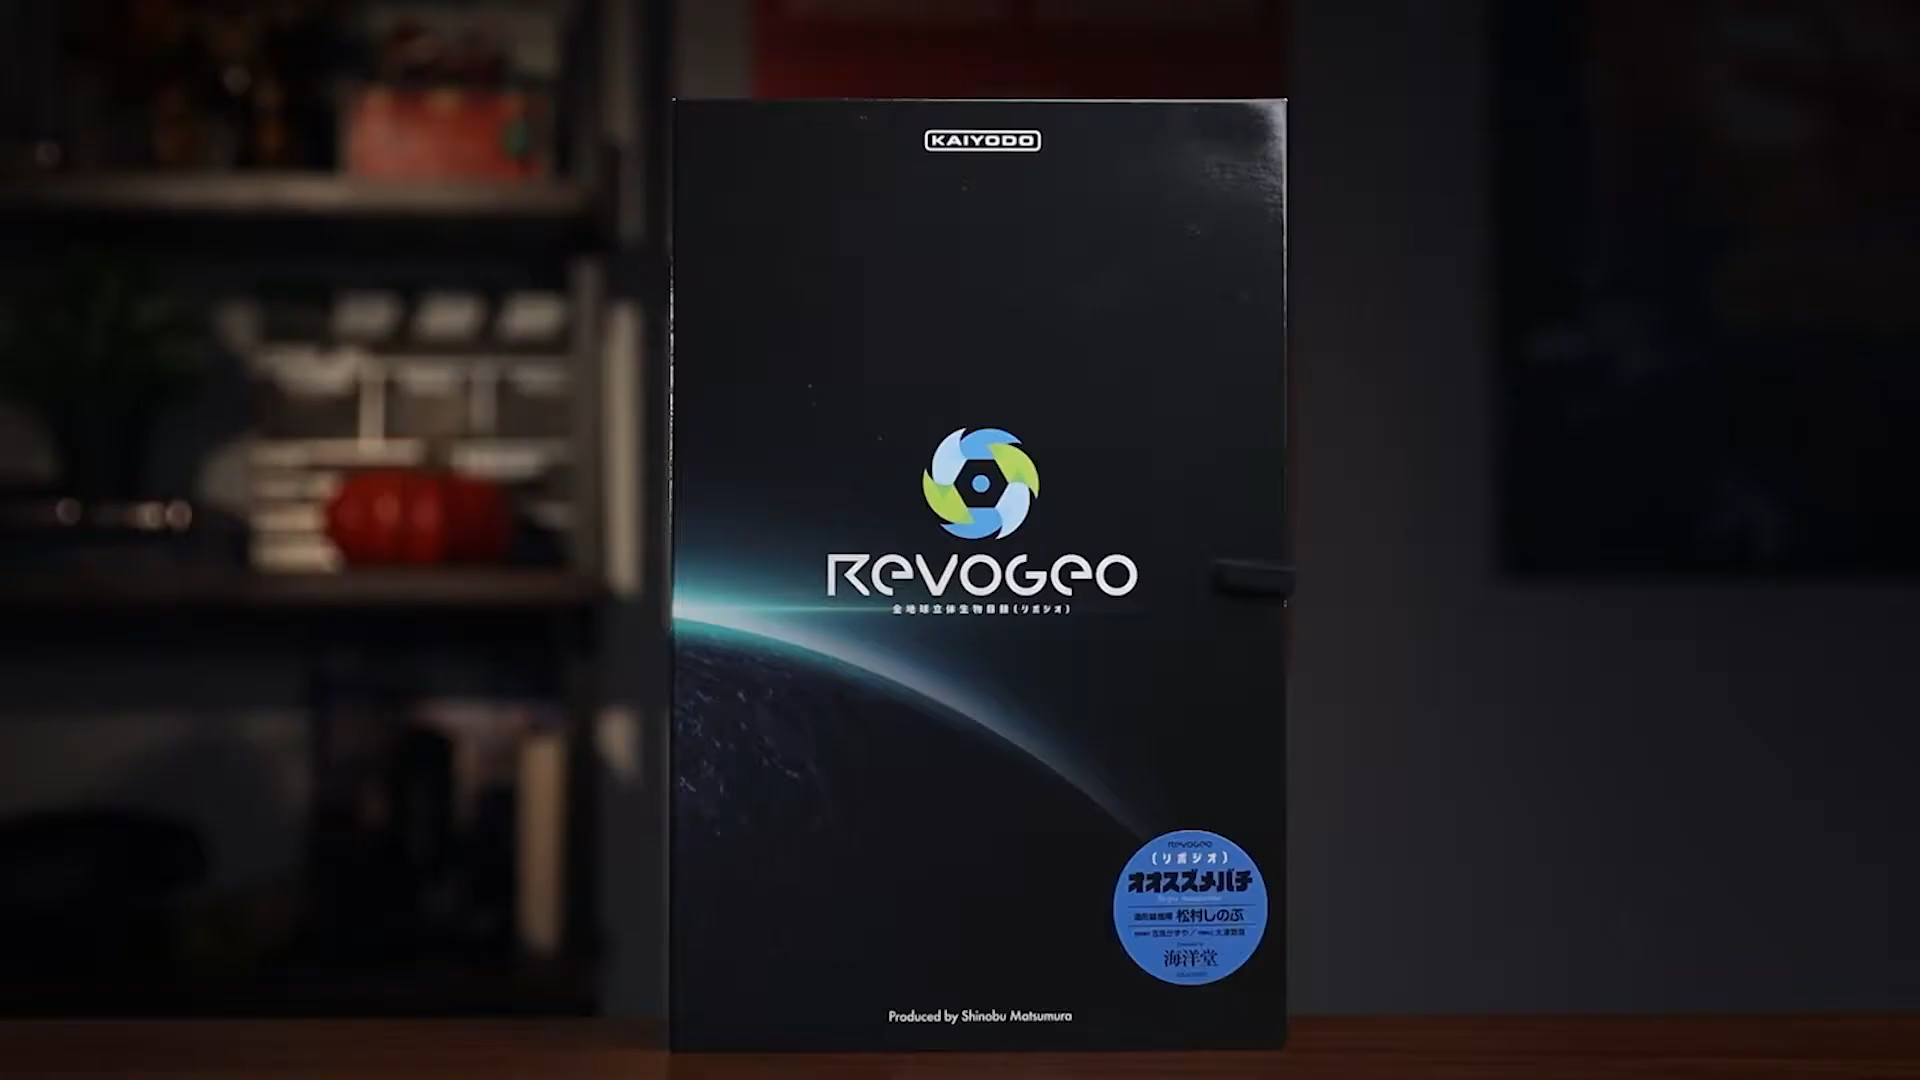 KAIYODO
REVOGEO
全地球立体生物目録(リボジオ)
REVOGEO
(リボジオ)
オオスズメバチ
松村しのぶ
海洋堂
Produced by Shinobu Matsumura